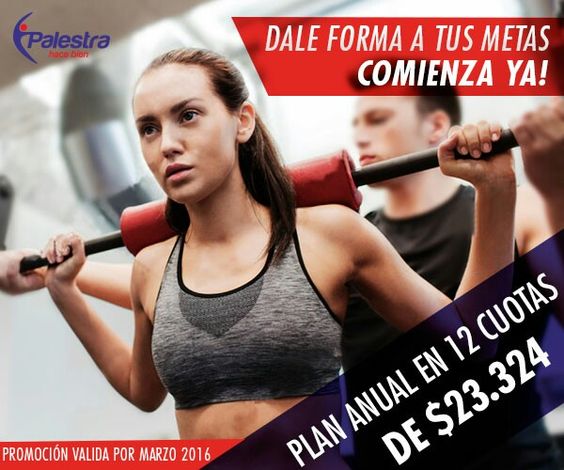 Palestra
hace bien
DALE FORMA A TUS METAS
COMIENZA YA!
PLAN ANUAL EN 12 CUOTAS
DE $23.324
PROMOCIÓN VALIDA POR MARZO 2016